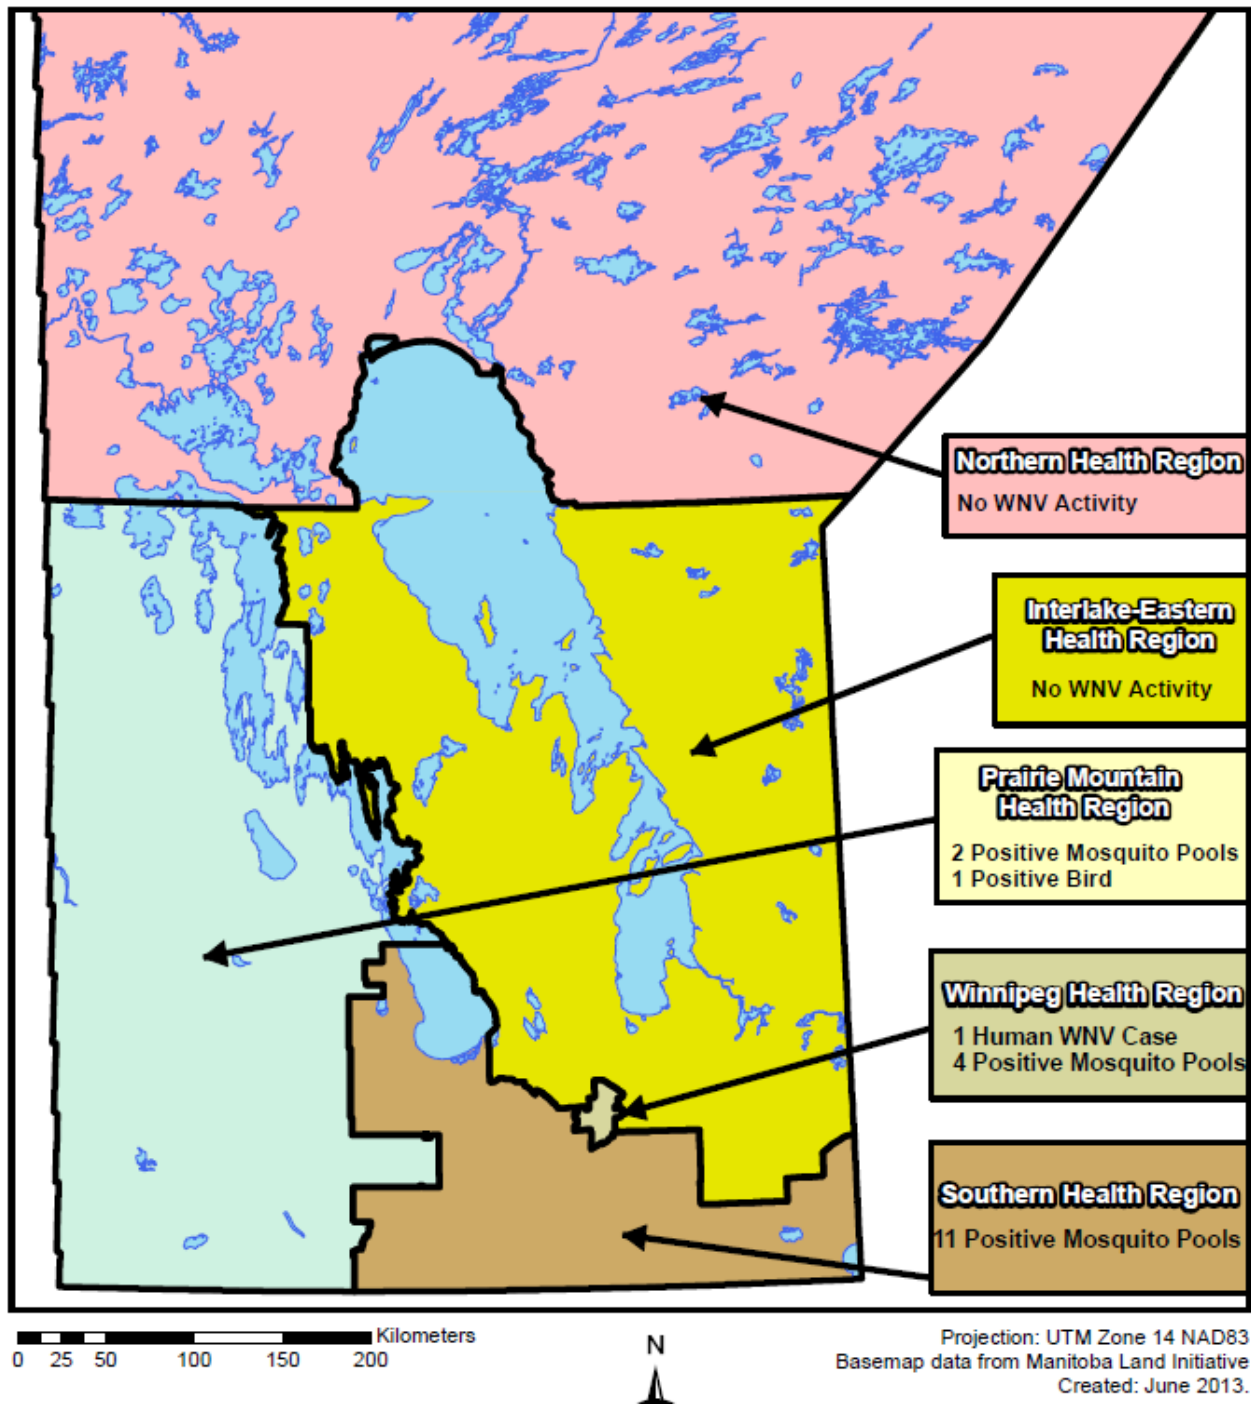 Northern Health Region
No WNV Activity
Interlake-Eastern
Health Region
No WNV Activity
Prairie Mountain
Health Region
2 Positive Mosquito Pools
1 Positive Bird
Winnipeg Health Region
1 Human WNV Case
4 Positive Mosquito Pools
Southern Health Region
11 Positive Mosquito Pools
Kilometers
0 25 50 100 150 200
N
Projection: UTM Zone 14 NAD83
Basemap data from Manitoba Land Initiative
Created: June 2013.